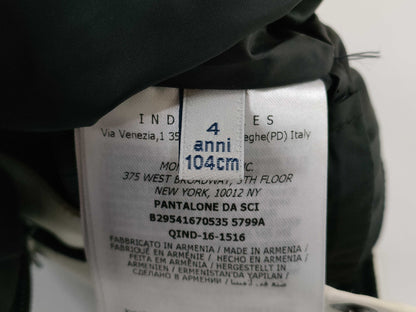 IND ES
Via Venezia,1 35 eghe(PD) Italy
4
anni
104cm
MON C.
375 WEST BROADWAY, 5TH FLOOR
NEW YORK, 10012 NY
PANTALONE DA SCI
B29541670535 5799A
QIND-16-1516
FABBRICATO IN ARMENIA / MADE IN ARMENIA /
FABRIQUÉ EN ARMÉNIE / HECHO EN ARMENIA /
FEITA EM ARMÊNIA / HERGESTELLT IN
ARMENIEN / ERMENISTAN'DA YAPILAN /
СДЕЛАНО В АРМЕНИИ /